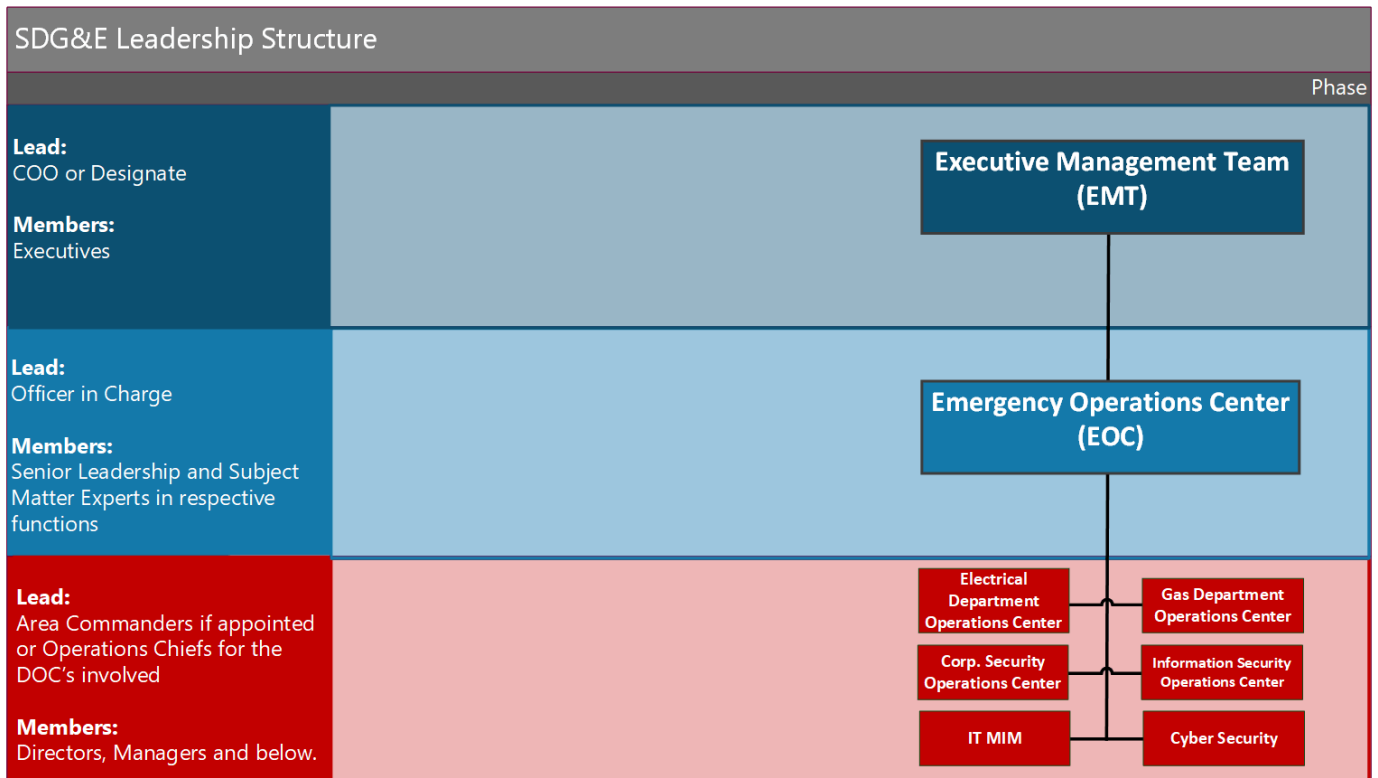 SDG&E Leadership Structure
Phase
Lead:
COO or Designate
Members:
Executives
Executive Management Team
(EMT)
Lead:
Officer in Charge
Members:
Senior Leadership and Subject
Matter Experts in respective
functions
Emergency Operations Center
(EOC)
Lead:
Area Commanders if appointed
or Operations Chiefs for the
DOC’s involved
Members:
Directors, Managers and below.
Electrical
Department
Operations Center
Gas Department
Operations Center
Corp. Security
Operations Center
Information Security
Operations Center
IT MIM
Cyber Security